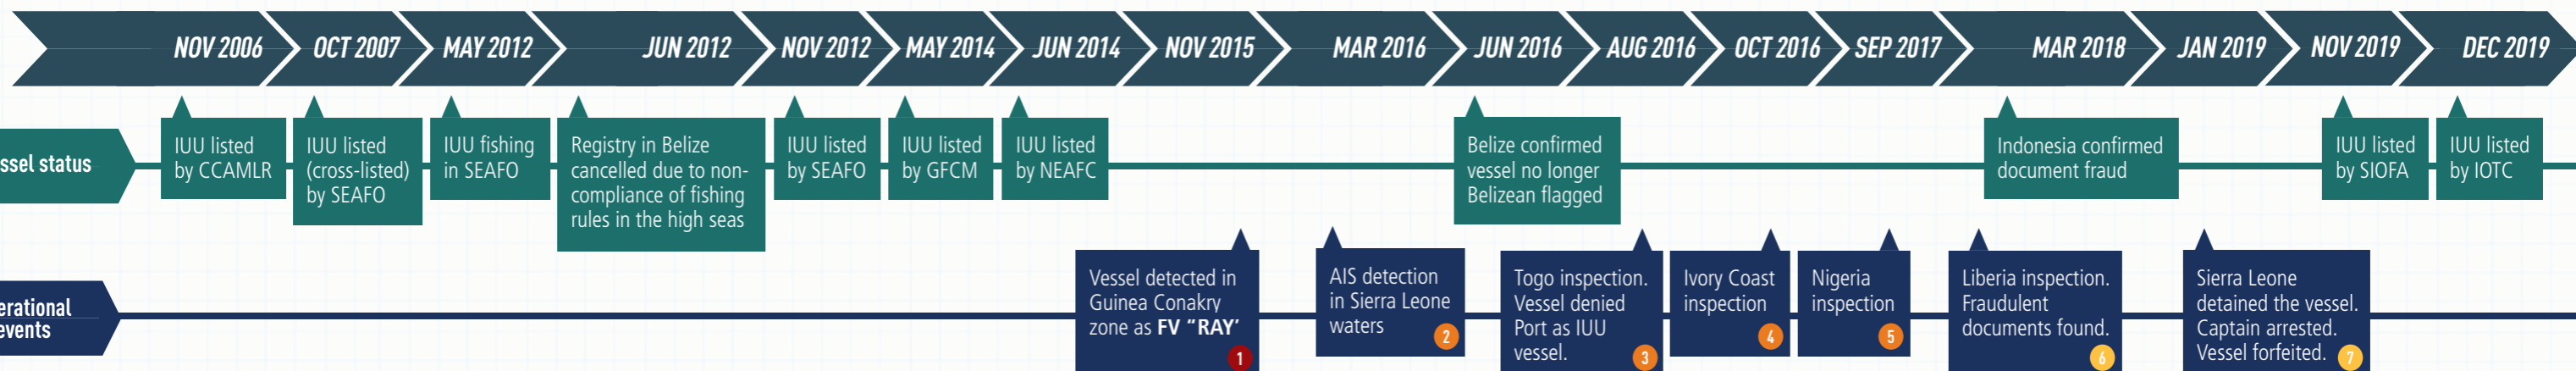 NOV 2006 OCT 2007 MAY 2012 JUN 2012 NOV 2012 MAY 2014 JUN 2014 NOV 2015 MAR 2016 JUN 2016 AUG 2016 OCT 2016 SEP 2017 MAR 2018 JAN 2019 NOV 2019 DEC 2019
ssel status
IUU listed
by CCAMLR
IUU listed
(cross-listed)
by SEAFO
IUU fishing
in SEAFO
Registry in Belize
cancelled due to non-
compliance of fishing
rules in the high seas
IUU listed
by SEAFO
IUU listed
by GFCM
IUU listed
by NEAFC
Belize confirmed
vessel no longer
Belizean flagged
Indonesia confirmed
document fraud
IUU listed
by SIOFA
IUU listed
by IOTC
erational
events
Vessel detected in
Guinea Conakry
zone as FV “RAY’
1
AIS detection
in Sierra Leone
waters
2
Togo inspection.
Vessel denied
Port as IUU
vessel.
3
Ivory Coast
inspection
4
Nigeria
inspection
5
Liberia inspection.
Fraudulent
documents found.
6
Sierra Leone
detained the vessel.
Captain arrested.
Vessel forfeited.
7